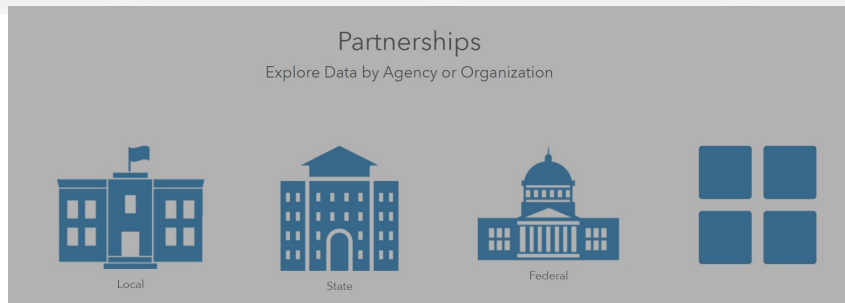 Partnerships
Explore Data by Agency or Organization
Local
State
Federal